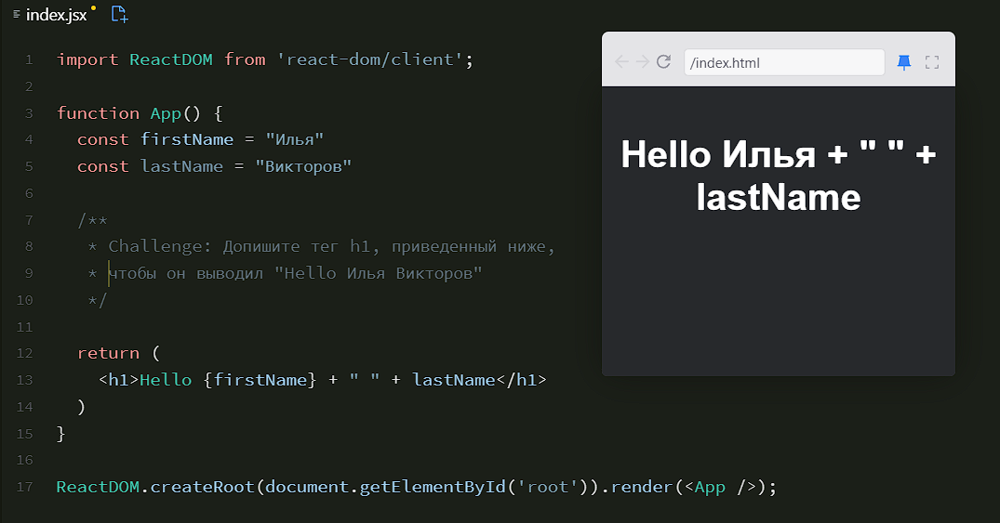 index.jsx
1 import ReactDOM from 'react-dom/client';
2
3 function App() {
4 const firstName = "Илья"
5 const lastName = "Викторов"
6
7 /**
8 * Challenge: Допишите тег h1, приведенный ниже,
9 * чтобы он выводил "Hello Илья Викторов"
10 */
11
12 return (
13 <h1>Hello {firstName} + " " + lastName</h1>
14 )
15 }
16
17 ReactDOM.createRoot(document.getElementById('root')).render(<App />);
/index.html
Hello Илья + " " +
lastName